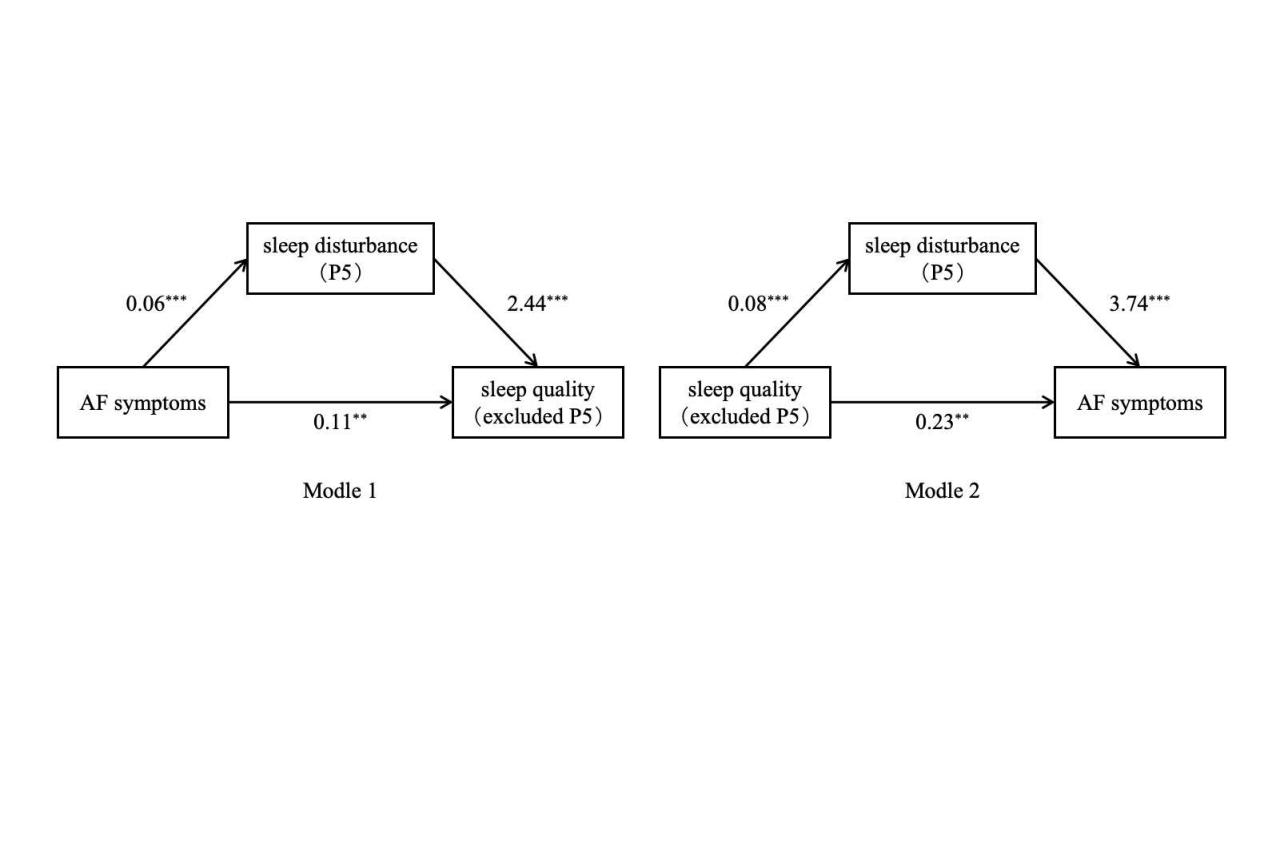 sleep disturbance
（P5）
0.06***
2.44***
AF symptoms
sleep quality
（excluded P5）
0.11**
Modle 1
sleep disturbance
（P5）
0.08***
3.74***
sleep quality
（excluded P5）
AF symptoms
0.23**
Modle 2